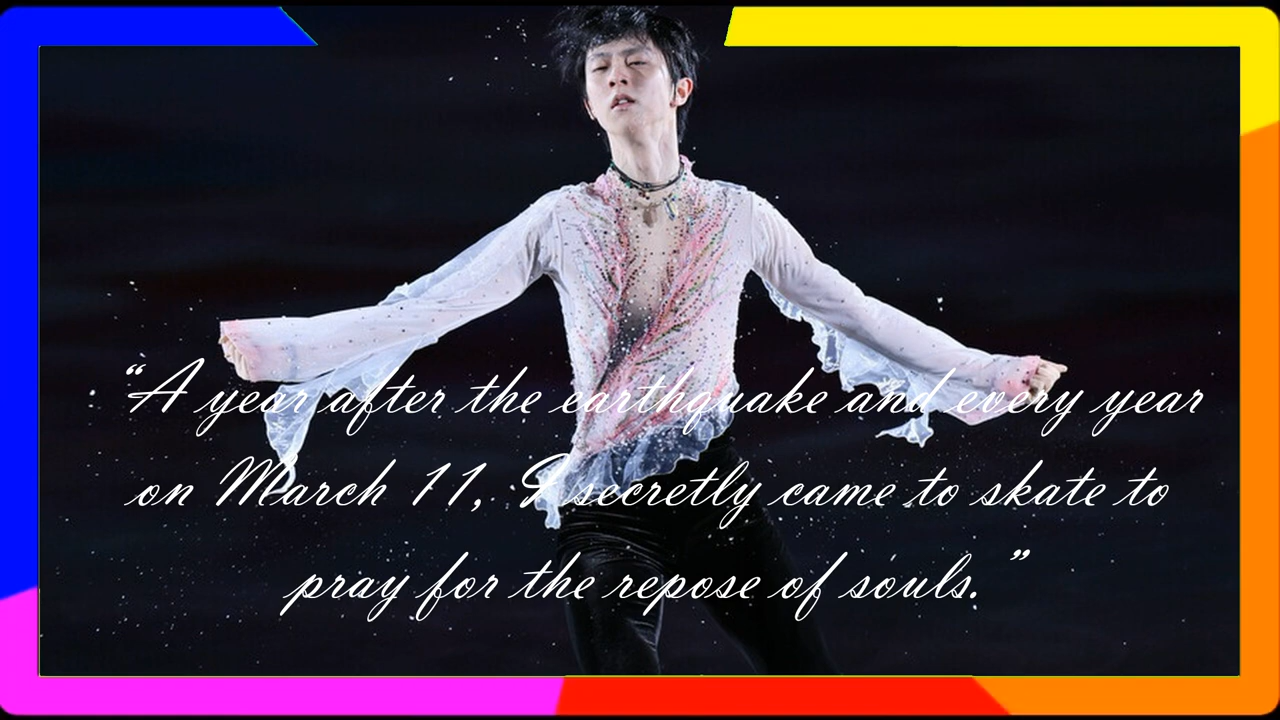 “A year after the earthquake and every year
on March 11, I secretly came to skate to
pray for the repose of souls.”